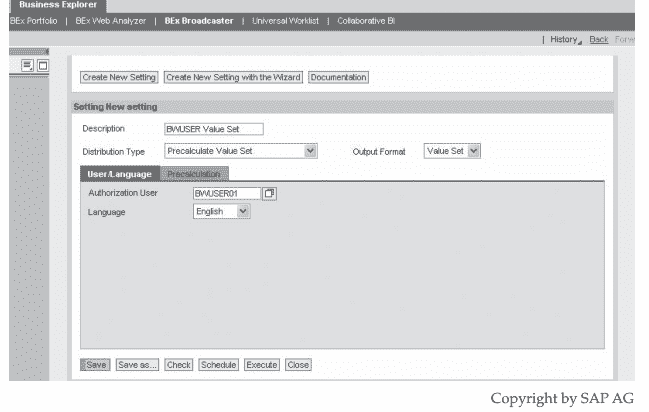 Business Explorer
BEx Portfolio | BEx Web Analyzer | BEx Broadcaster | Universal Worklist | Collaborative BI
| History Back Forw
Create New Setting Create New Setting with the Wizard Documentation
Setting New setting
Description BWUSER Value Set
Distribution Type Precalculate Value Set Output Format Value Set
User/Language Precalculation
Authorization User BWUSER01
Language English
Save Save as... Check Schedule Execute Close
Copyright by SAP AG